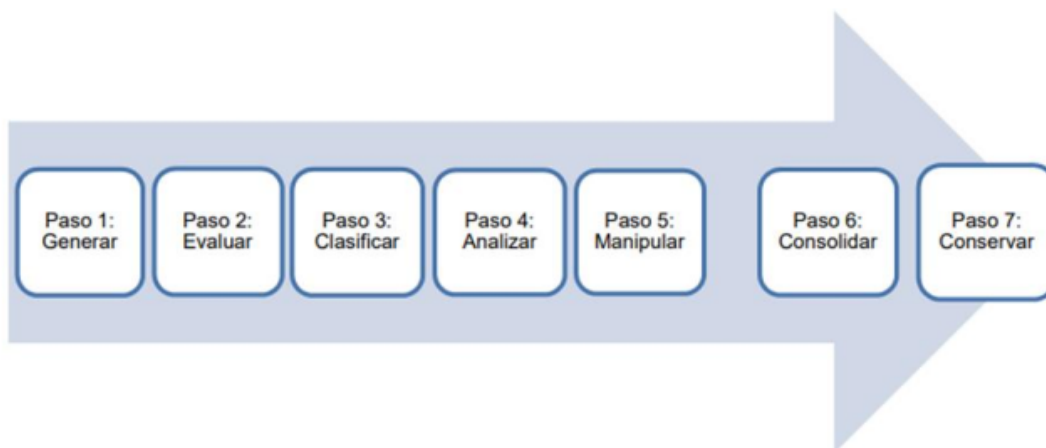 Paso 1:
Generar
Paso 2:
Evaluar
Paso 3:
Clasificar
Paso 4:
Analizar
Paso 5:
Manipular
Paso 6:
Consolidar
Paso 7:
Conservar